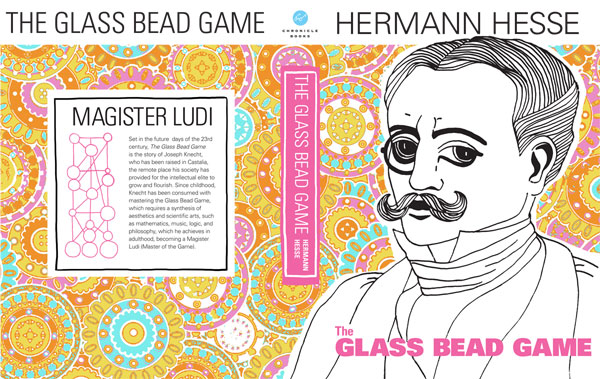 THE GLASS BEAD GAME
CHRONICLE
BOOKS
HERMANN HESSE
MAGISTER LUDI
Set in the future days of the 23rd
century, The Glass Bead Game
is the story of Joseph Knecht,
who has been raised in Castalia,
the remote place his society has
provided for the intellectual elite to
grow and flourish. Since childhood,
Knecht has been consumed with
mastering the Glass Bead Game,
which requires a synthesis of
aesthetics and scientific arts, such
as mathematics, music, logic, and
philosophy, which he achieves in
adulthood, becoming a Magister
Ludi (Master of the Game).
THE GLASS BEAD GAME
HERMANN
HESSE
The
GLASS BEAD GAME